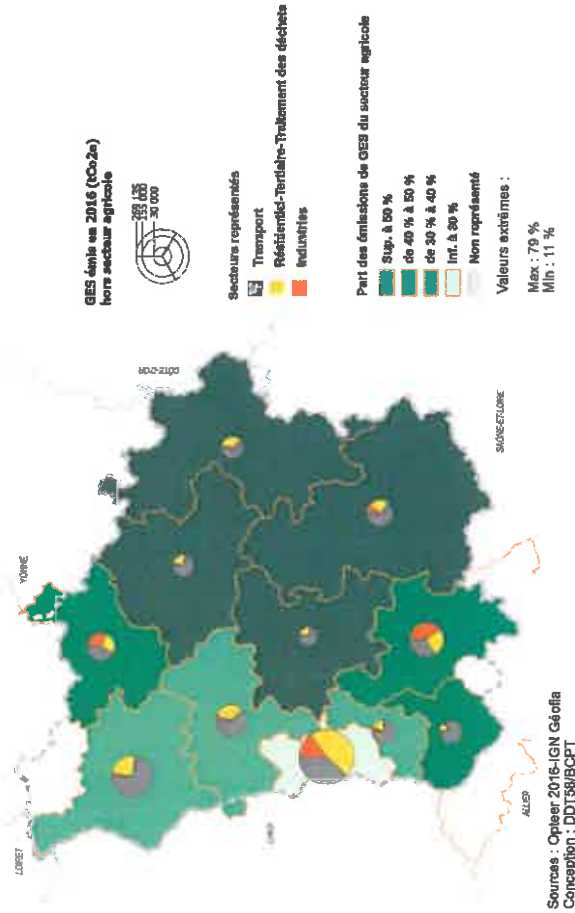 GES émis en 2016 (tCo2e)
hors secteur agricole
30 000
Secteurs représentés
Transport
Résidentiel-Tertiaire-Traitement des déchets
Industries
Part des émissions de GES du secteur agricole
Sup. à 50 %
de 40 % à 50 %
de 30 % à 40 %
Inf. à 30 %
Non représenté
Valeurs extrêmes :
Max : 79 %
Min : 11 %
LOIRET
YONNE
CÔTE-D'OR
CHER
ALLIER
SAÔNE-ET-LOIRE
Sources : Opteer 2016-IGN Géofla
Conception : DDT58/BCPT